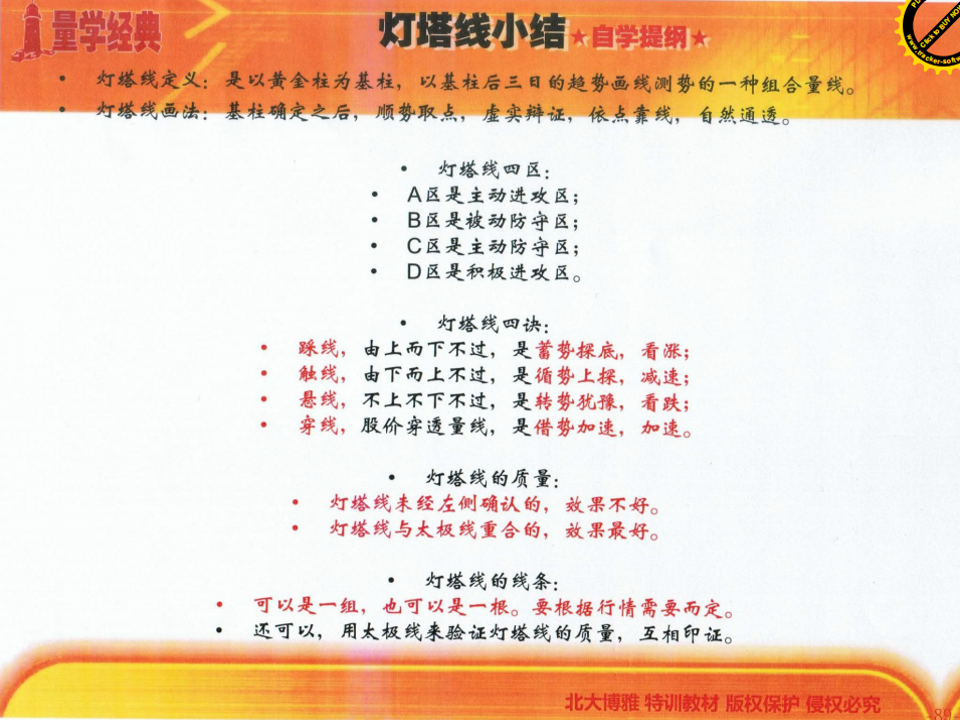 量学经典
灯塔线小结★自学提纲★
Click to BUY NOW
www.tracker-softw
• 灯塔线定义：是以黄金柱为基柱，以基柱后三日的趋势画线测势的一种组合量线。
• 灯塔线画法：基柱确定之后，顺势取点，虚实辩证，依点靠线，自然通透。
• 灯塔线四区：
• A区是主动进攻区；
• B区是被动防守区；
• C区是主动防守区；
• D区是积极进攻区。
• 灯塔线四诀：
• 踩线，由上而下不过，是蓄势探底，看涨；
• 触线，由下而上不过，是循势上探，减速；
• 悬线，不上不下不过，是转势犹豫，看跌；
• 穿线，股价穿透量线，是借势加速，加速。
• 灯塔线的质量：
• 灯塔线未经左侧确认的，效果不好。
• 灯塔线与太极线重合的，效果最好。
• 灯塔线的线条：
• 可以是一组，也可以是一根。要根据行情需要而定。
• 还可以，用太极线来验证灯塔线的质量，互相印证。
北大博雅 特训教材 版权保护 侵权必究
89